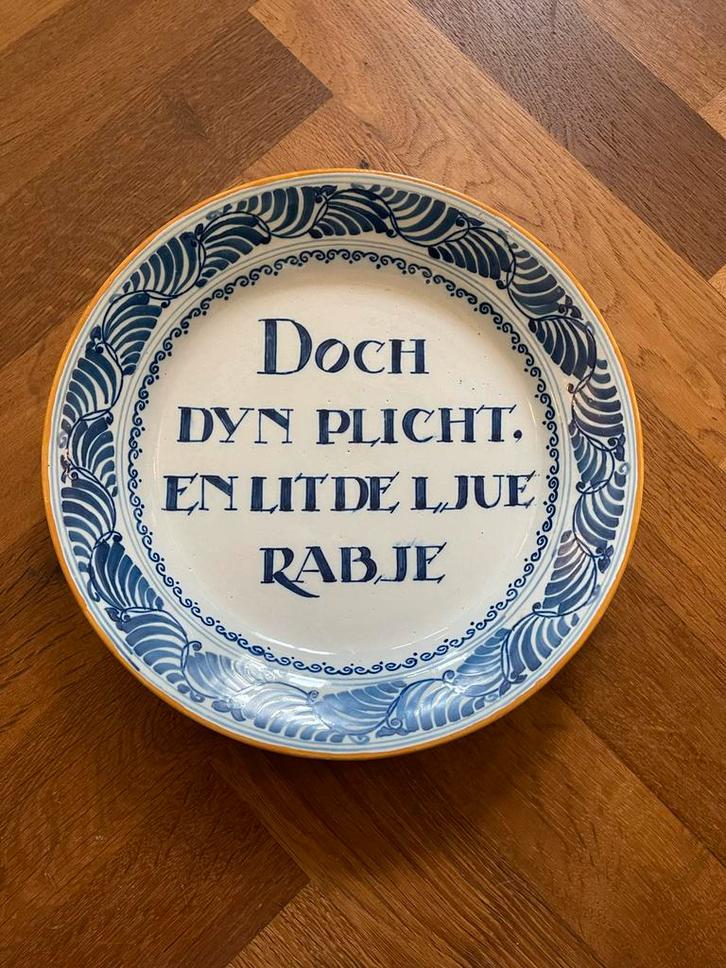 DOCH
DYN PLICHT,
EN LIT DE LJUE
RABJE